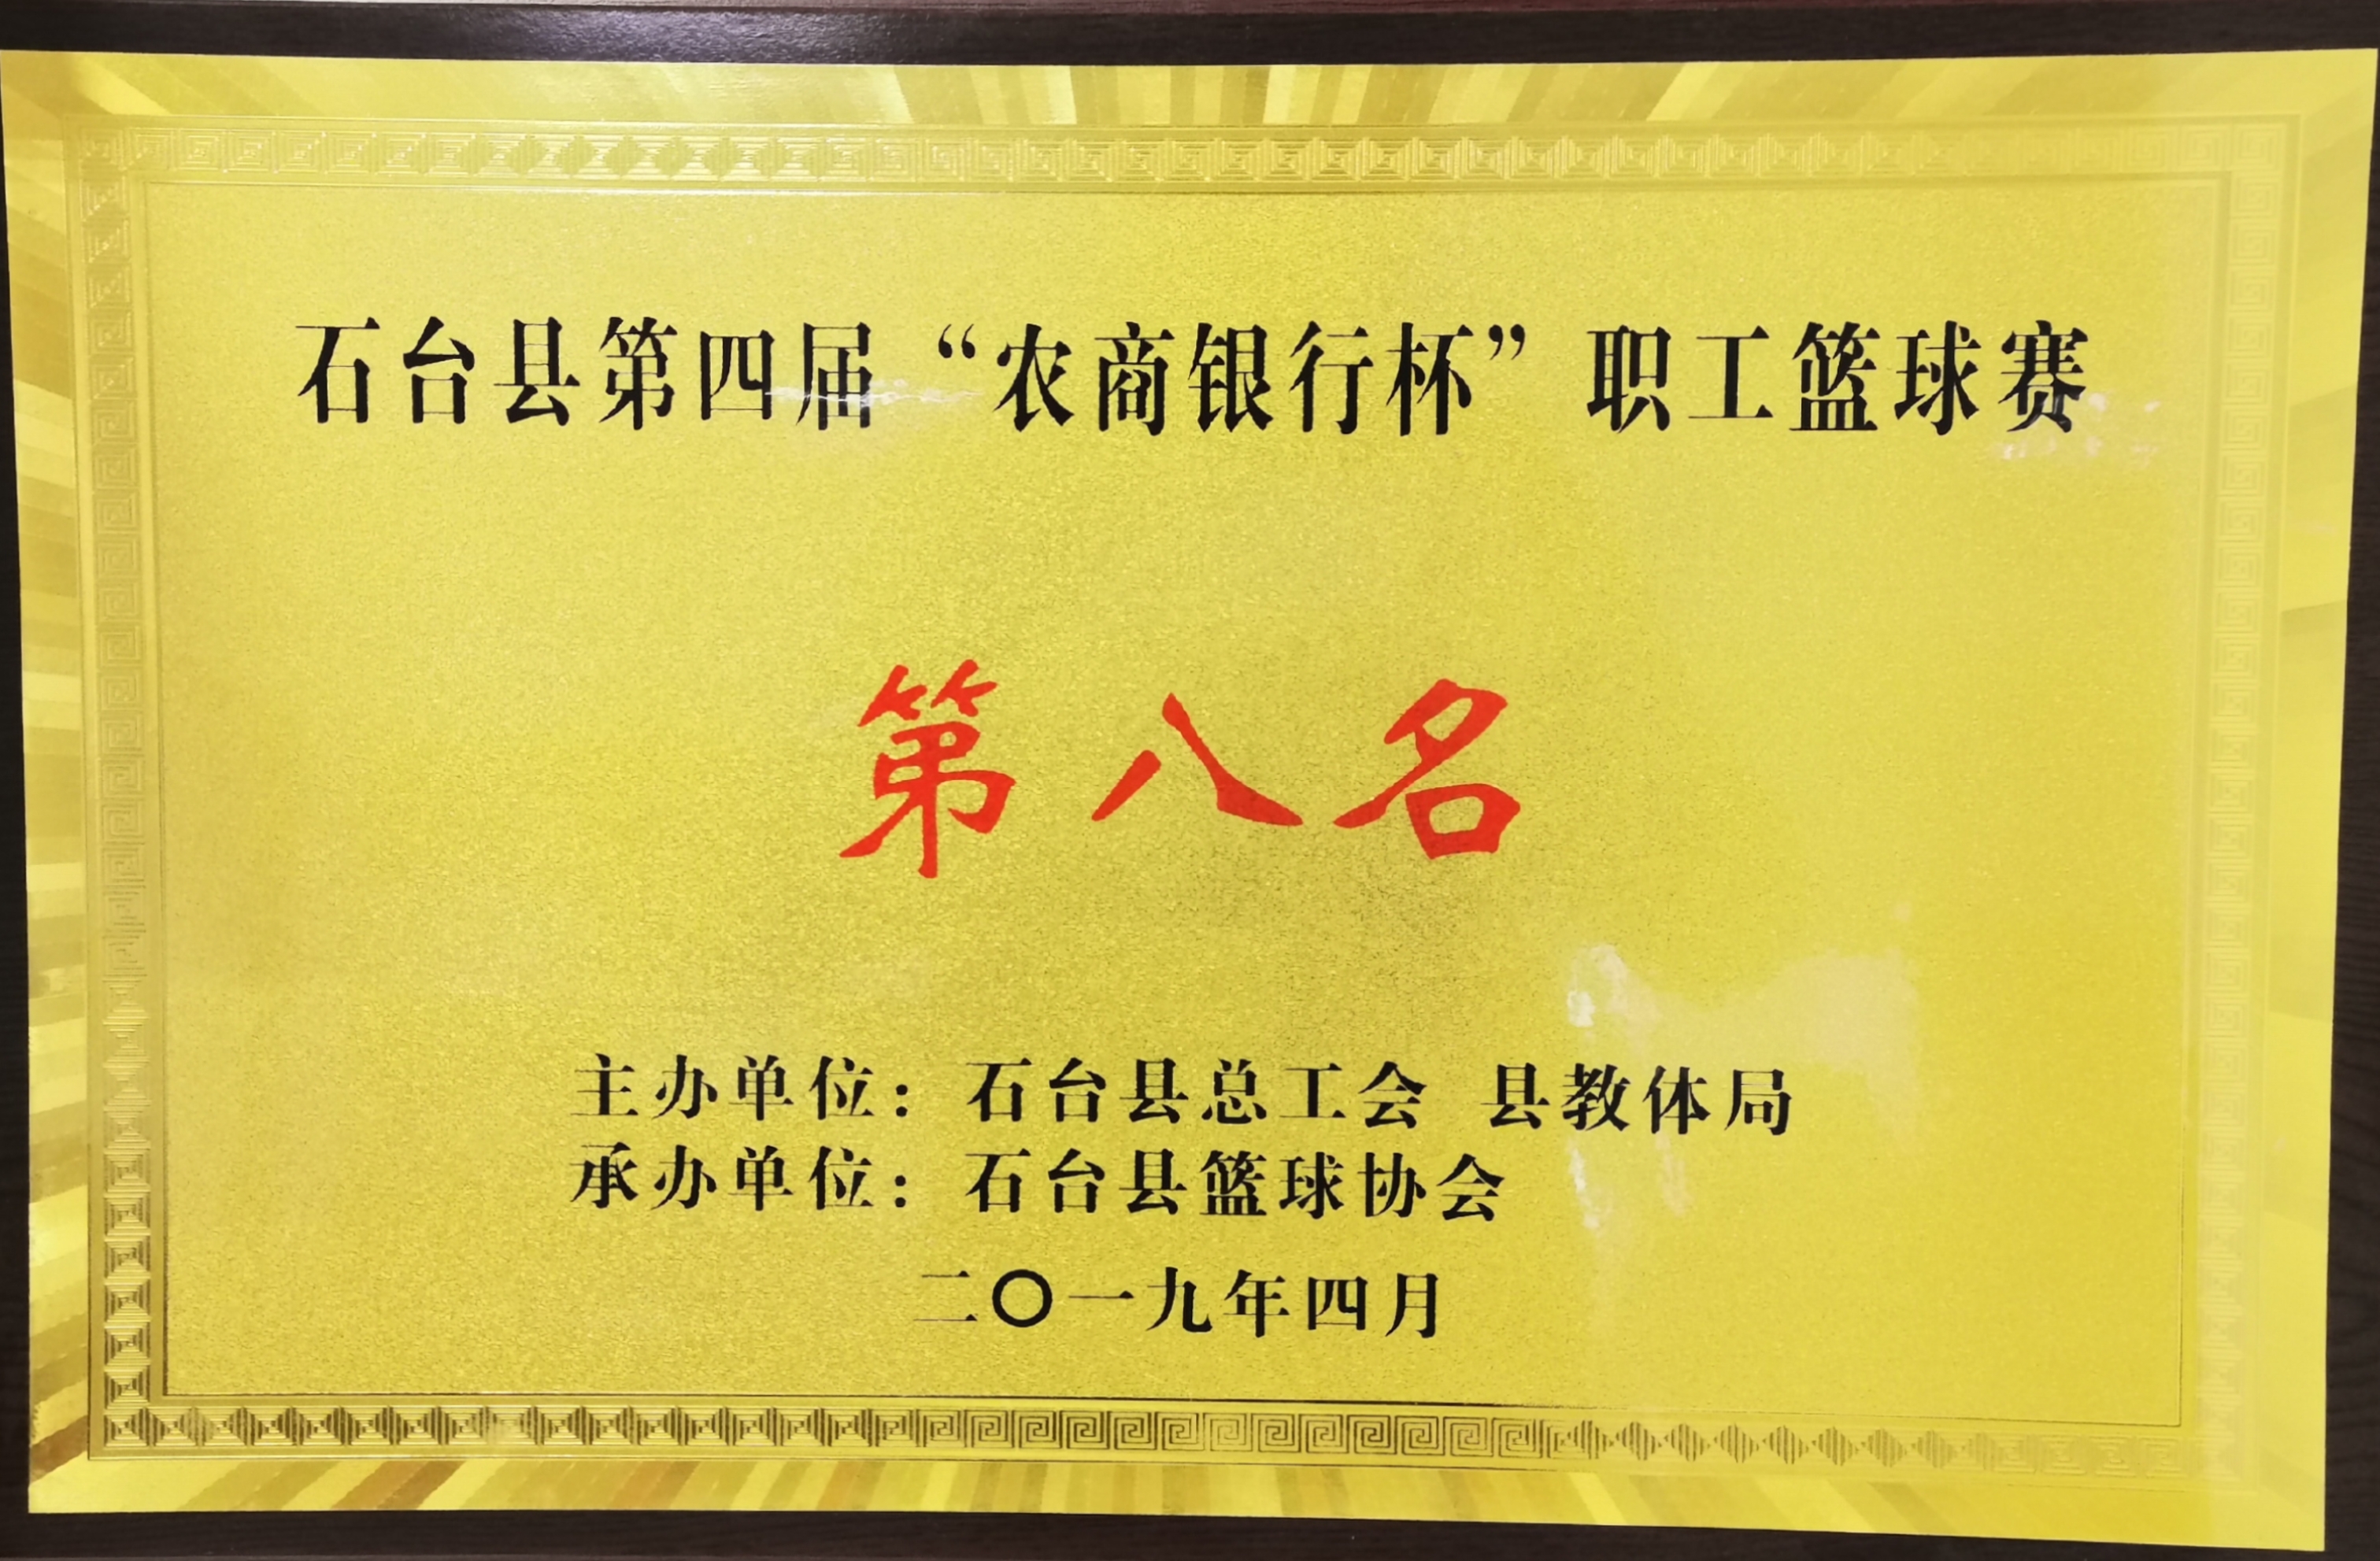 石台县第四届“农商银行杯”职工篮球赛
第八名
主办单位：石台县总工会 县教体局
承办单位：石台县篮球协会
二〇一九年四月